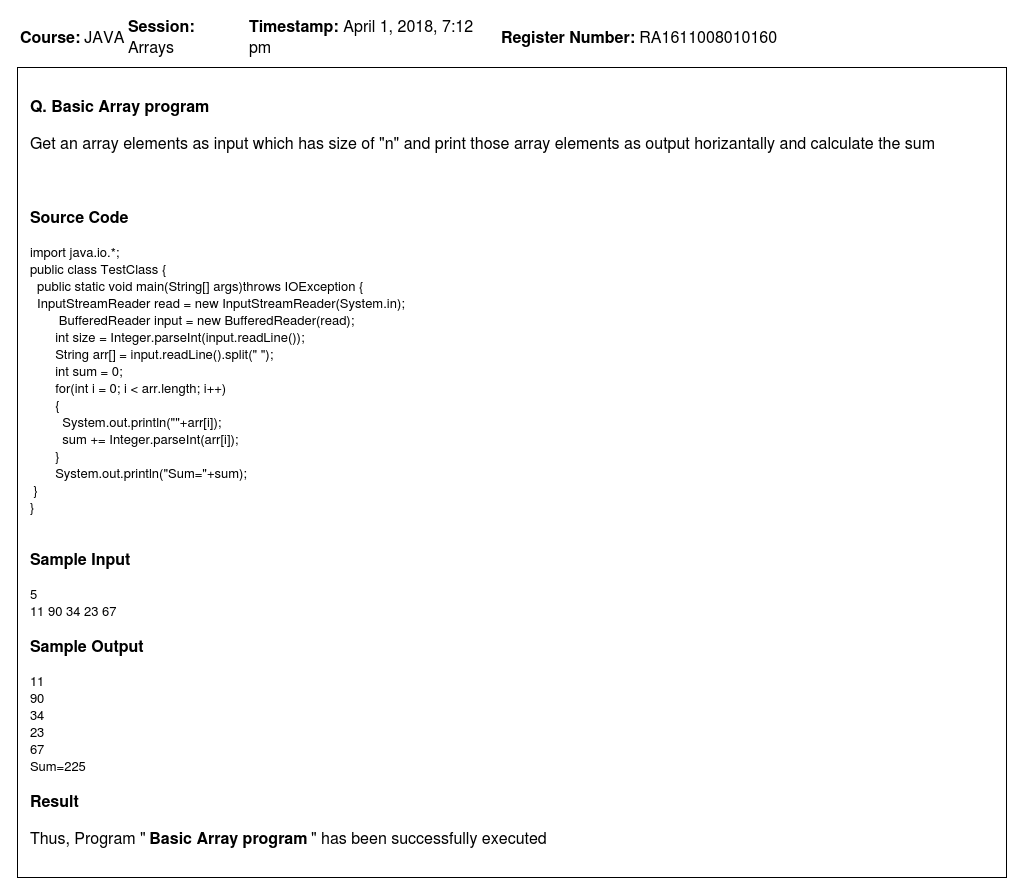 Course: JAVA Session: Arrays Timestamp: April 1, 2018, 7:12 pm Register Number: RA1611008010160
Q. Basic Array program
Get an array elements as input which has size of "n" and print those array elements as output horizantally and calculate the sum
Source Code
import java.io.*;
public class TestClass {
public static void main(String[] args)throws IOException {
InputStreamReader read = new InputStreamReader(System.in);
BufferedReader input = new BufferedReader(read);
int size = Integer.parseInt(input.readLine());
String arr[] = input.readLine().split(" ");
int sum = 0;
for(int i = 0; i < arr.length; i++)
{
System.out.println(""+arr[i]);
sum += Integer.parseInt(arr[i]);
}
System.out.println("Sum="+sum);
}
}
Sample Input
5
11 90 34 23 67
Sample Output
11
90
34
23
67
Sum=225
Result
Thus, Program " Basic Array program " has been successfully executed